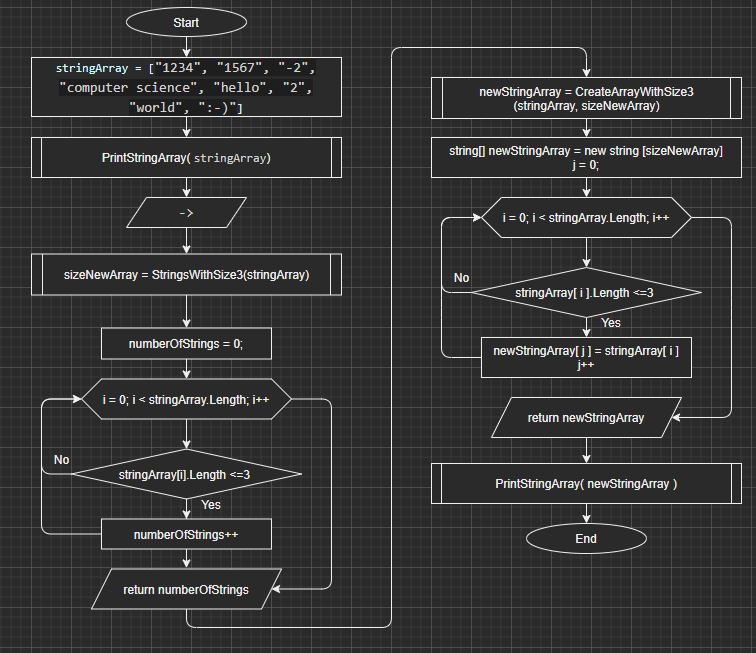 Start
stringArray = ["1234", "1567", "-2",
"computer science", "hello", "2",
"world", ":-)"]
PrintStringArray( stringArray)
->
sizeNewArray = StringsWithSize3(stringArray)
numberOfStrings = 0;
i = 0; i < stringArray.Length; i++
No
stringArray[i].Length <=3
Yes
numberOfStrings++
return numberOfStrings
newStringArray = CreateArrayWithSize3
(stringArray, sizeNewArray)
string[] newStringArray = new string [sizeNewArray]
j = 0;
i = 0; i < stringArray.Length; i++
No
stringArray[ i ].Length <=3
Yes
newStringArray[ j ] = stringArray[ i ]
j++
return newStringArray
PrintStringArray( newStringArray )
End